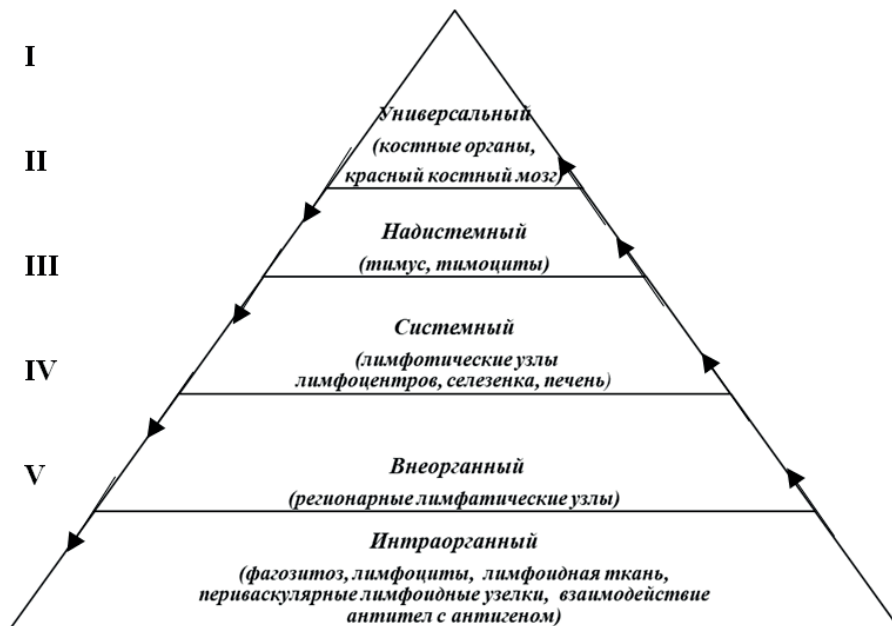 I
Универсальный
(костные органы,
II
красный костный мозг)
Надистемный
III
(тимус, тимоциты)
Системный
(лимфотические узлы
IV
лимфоцентров, селезенка, печень)
V
Внеорганный
(регионарные лимфатические узлы)
Интраорганный
(фагозитоз, лимфоциты, лимфоидная ткань,
периваскулярные лимфоидные узелки, взаимодействие
антител с антигеном)